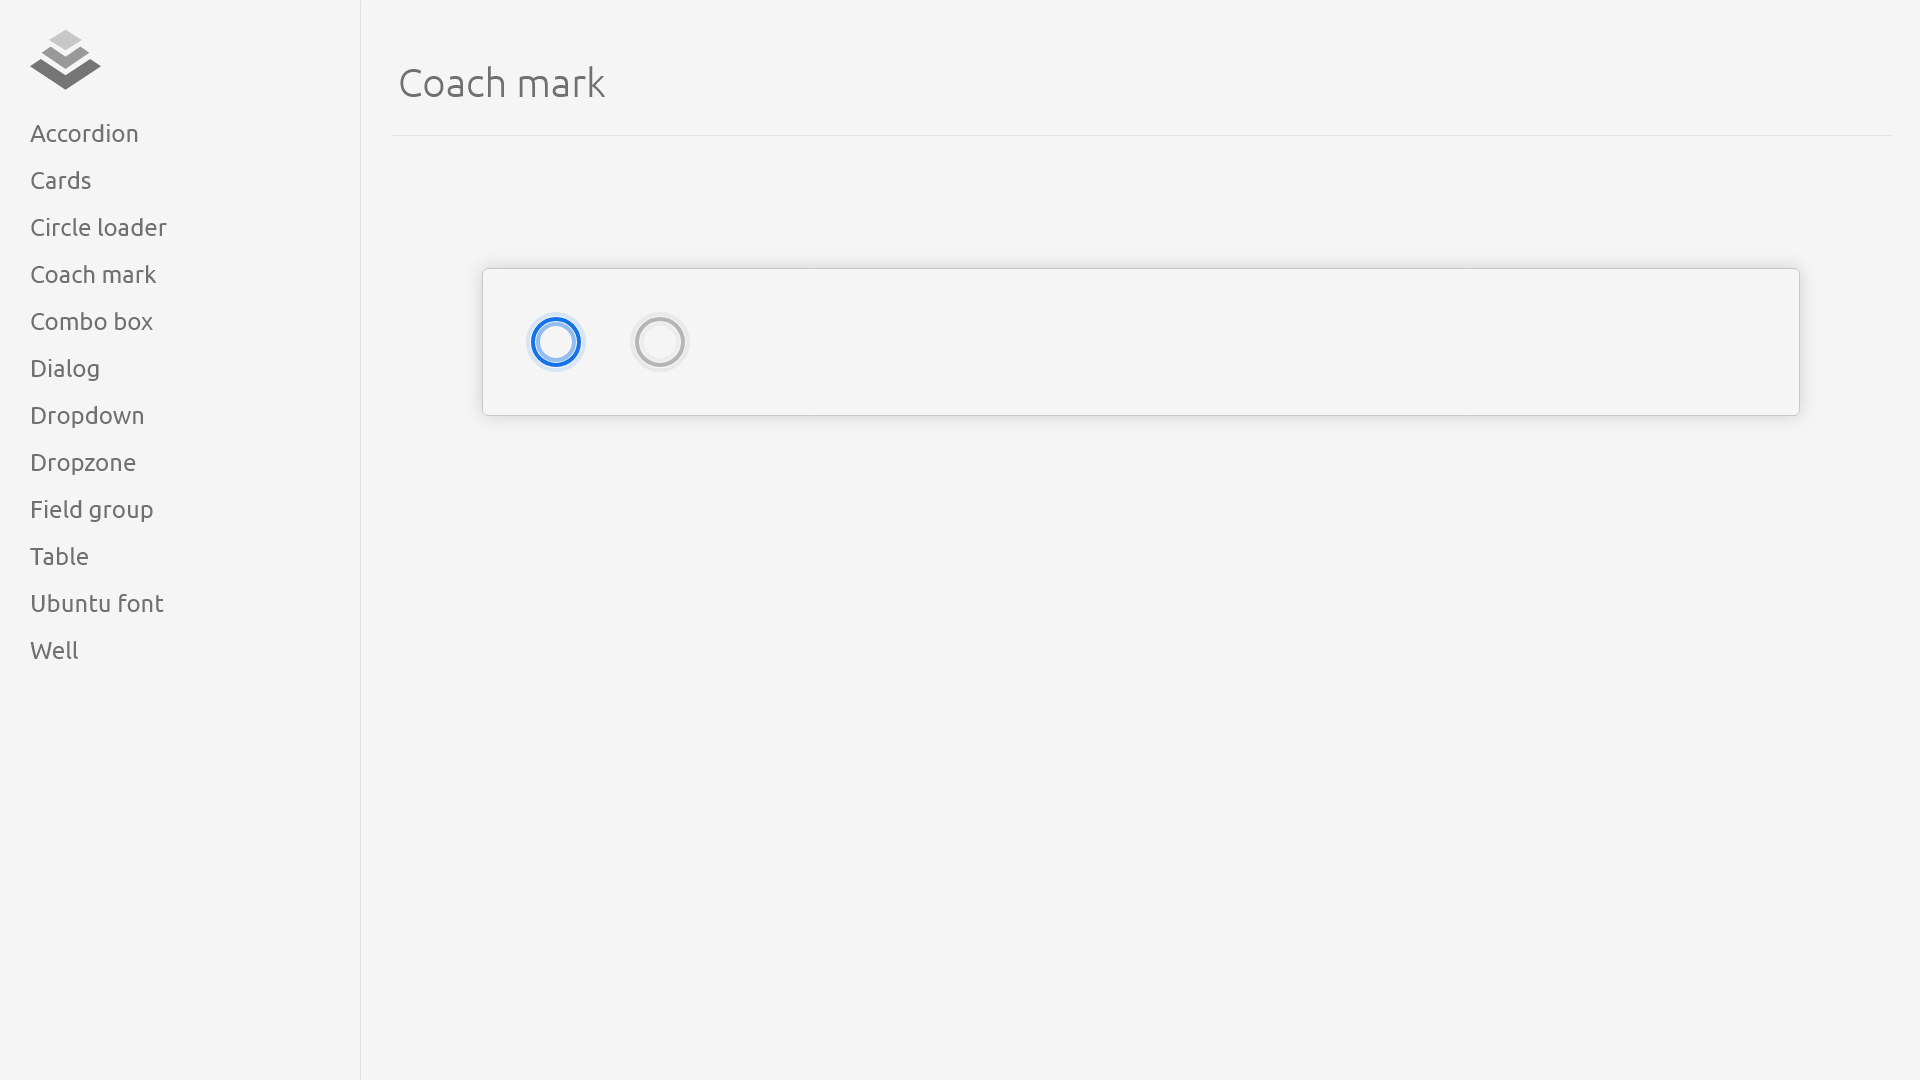 Accordion
Cards
Circle loader
Coach mark
Combo box
Dialog
Dropdown
Dropzone
Field group
Table
Ubuntu font
Well
Coach mark